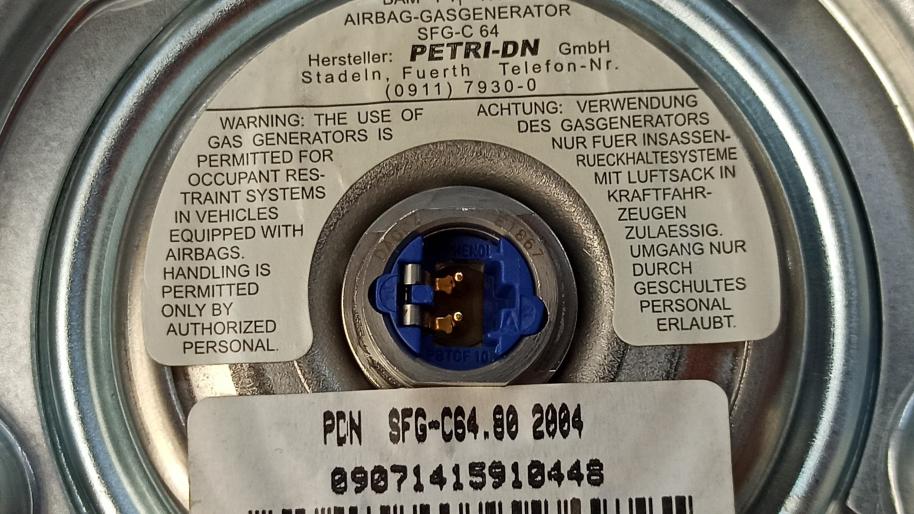 AIRBAG-GASGENERATOR
SFG-C 64
Hersteller: PETRI-DN GmbH
Stadeln, Fuerth Telefon-Nr.
(0911) 7930-0
WARNING: THE USE OF
GAS GENERATORS IS
PERMITTED FOR
OCCUPANT RES-
TRAINT SYSTEMS
IN VEHICLES
EQUIPPED WITH
AIRBAGS.
HANDLING IS
PERMITTED
ONLY BY
AUTHORIZED
PERSONAL.
ACHTUNG: VERWENDUNG
DES GASGENERATORS
NUR FUER INSASSEN-
RUECKHALTESYSTEME
MIT LUFTSACK IN
KRAFTFAHR-
ZEUGEN
ZULAESSIG.
UMGANG NUR
DURCH
GESCHULTES
PERSONAL
ERLAUBT.
PDN SFG-C64.80 2004
09071415910448